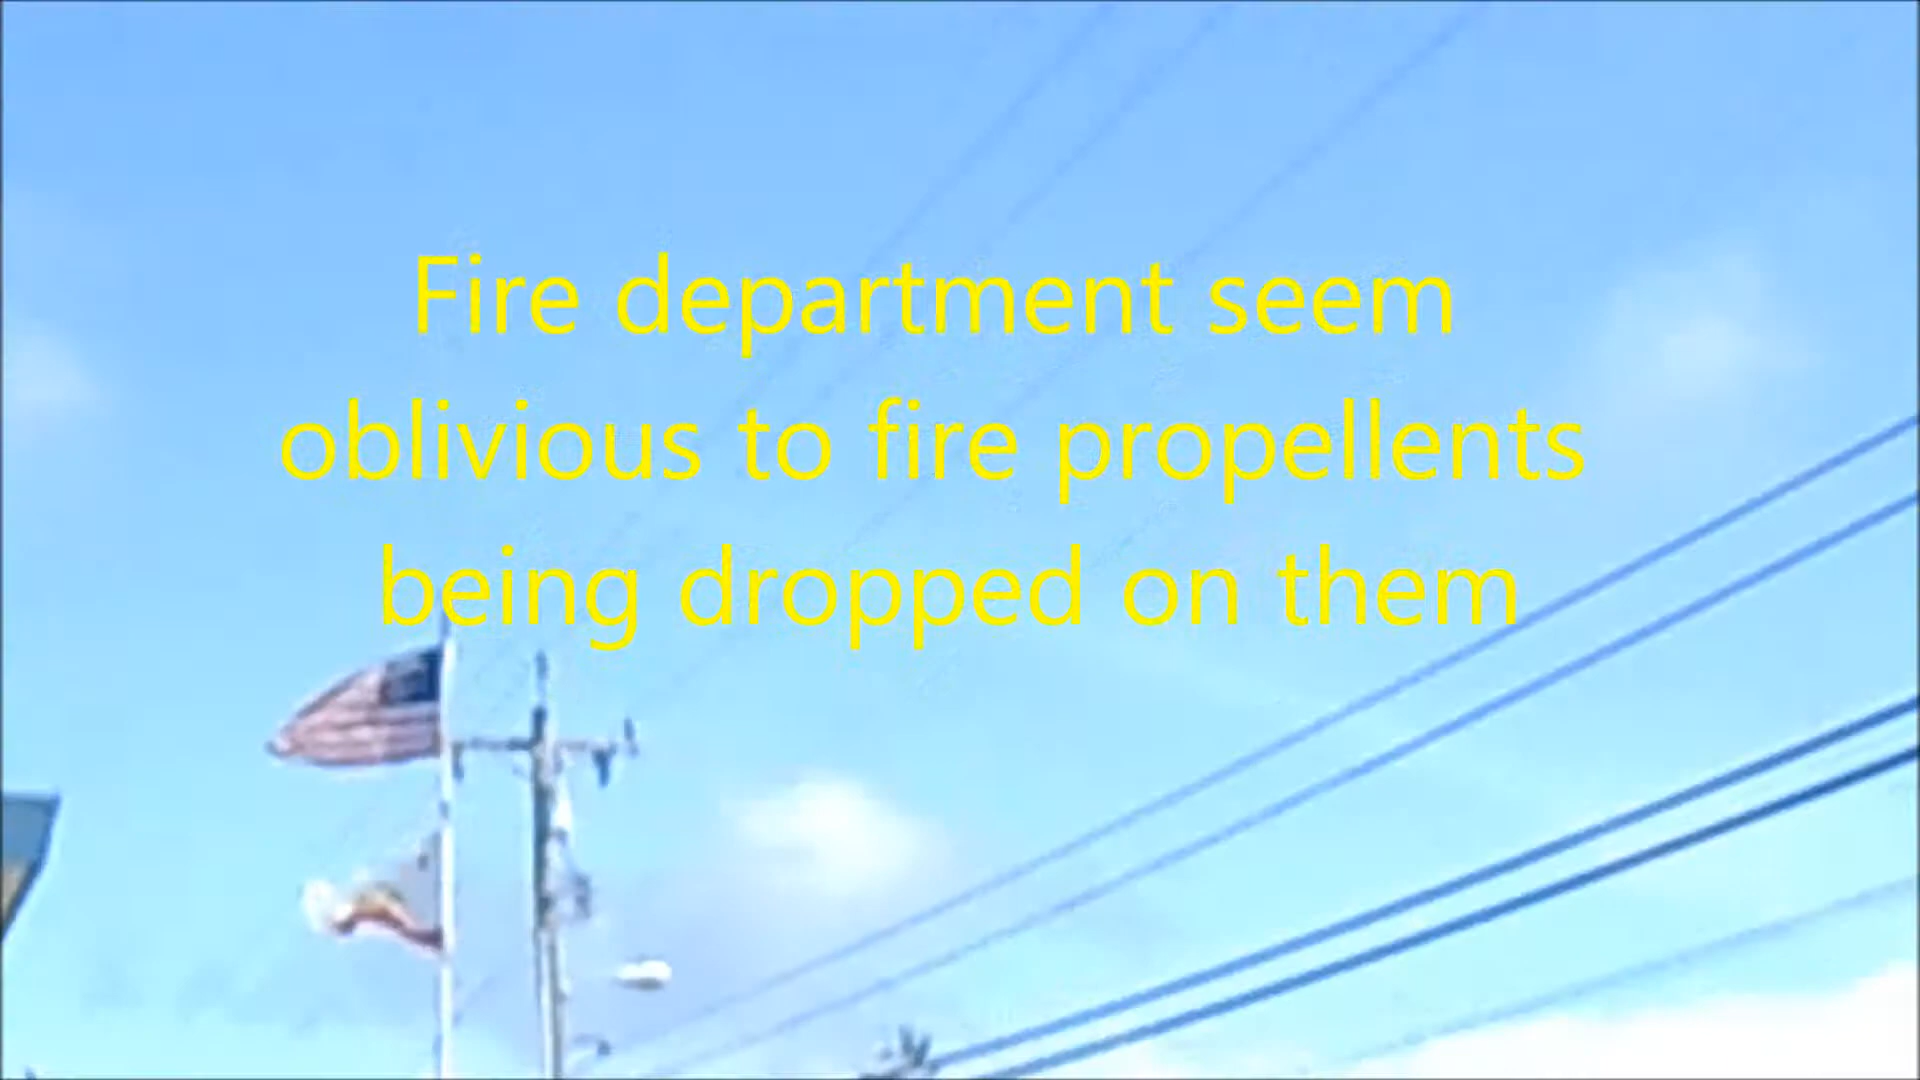 Fire department seem
oblivious to fire propellents
being dropped on them